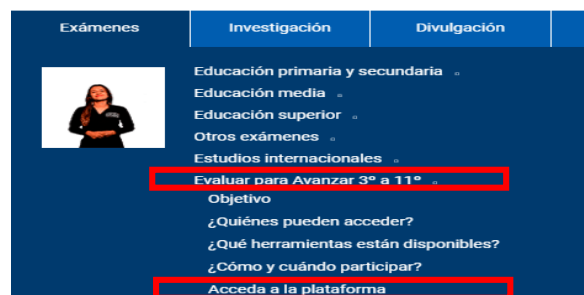 Exámenes
Investigación
Divulgación
Educación primaria y secundaria
Educación media
Educación superior
Otros exámenes
Estudios internacionales
Evaluar para Avanzar 3° a 11°
Objetivo
¿Quiénes pueden acceder?
¿Qué herramientas están disponibles?
¿Cómo y cuándo participar?
Acceda a la plataforma